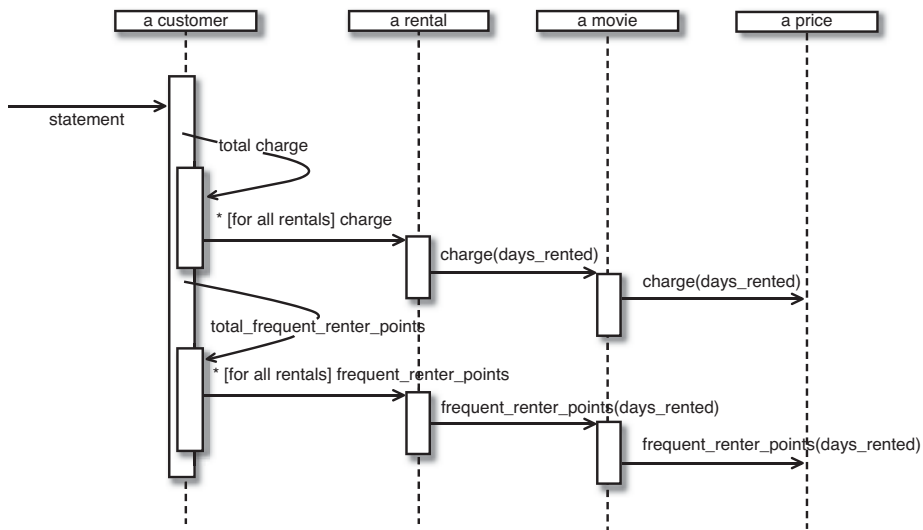 a customer
a rental
a movie
a price
statement
total charge
* [for all rentals] charge
charge(days_rented)
charge(days_rented)
total_frequent_renter_points
* [for all rentals] frequent_renter_points
frequent_renter_points(days_rented)
frequent_renter_points(days_rented)